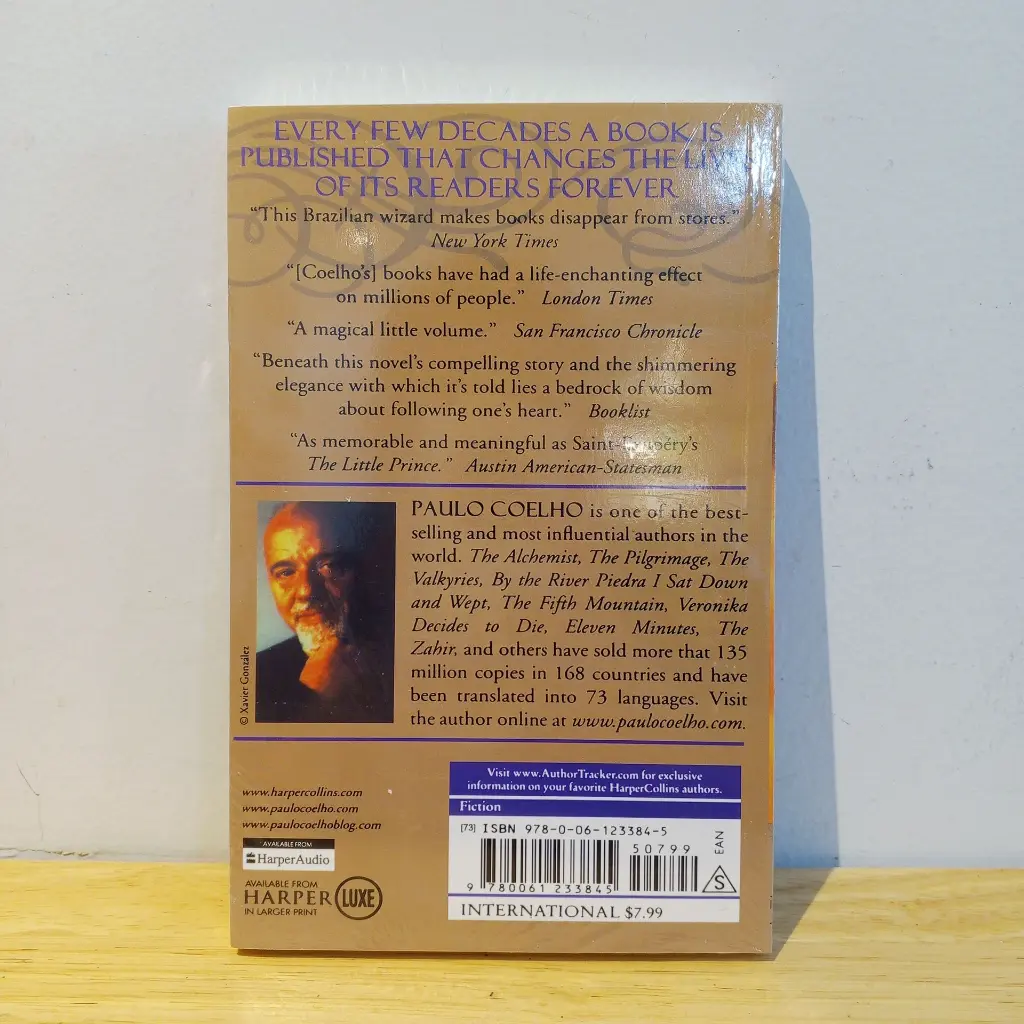 EVERY FEW DECADES A BOOK IS
PUBLISHED THAT CHANGES THE LIVES
OF ITS READERS FOREVER
“This Brazilian wizard makes books disappear from stores.”
New York Times
“[Coelho’s] books have had a life-enchanting effect
on millions of people.” London Times
“A magical little volume.” San Francisco Chronicle
“Beneath this novel’s compelling story and the shimmering
elegance with which it’s told lies a bedrock of wisdom
about following one’s heart.” Booklist
“As memorable and meaningful as Saint-Exupéry’s
The Little Prince.” Austin American-Statesman
PAULO COELHO is one of the best-
selling and most influential authors in the
world. The Alchemist, The Pilgrimage, The
Valkyries, By the River Piedra I Sat Down
and Wept, The Fifth Mountain, Veronika
Decides to Die, Eleven Minutes, The
Zahir, and others have sold more that 135
million copies in 168 countries and have
been translated into 73 languages. Visit
the author online at www.paulocoelho.com.
© Xavier González
www.harpercollins.com
www.paulocoelho.com
www.paulocoelhoblog.com
AVAILABLE FROM
HarperAudio
AVAILABLE FROM
HARPER LUXE
IN LARGER PRINT
Visit www.AuthorTracker.com for exclusive
information on your favorite HarperCollins authors.
Fiction
[73] ISBN 978-0-06-123384-5
50799
EAN
9 780061 233845
S
INTERNATIONAL $7.99